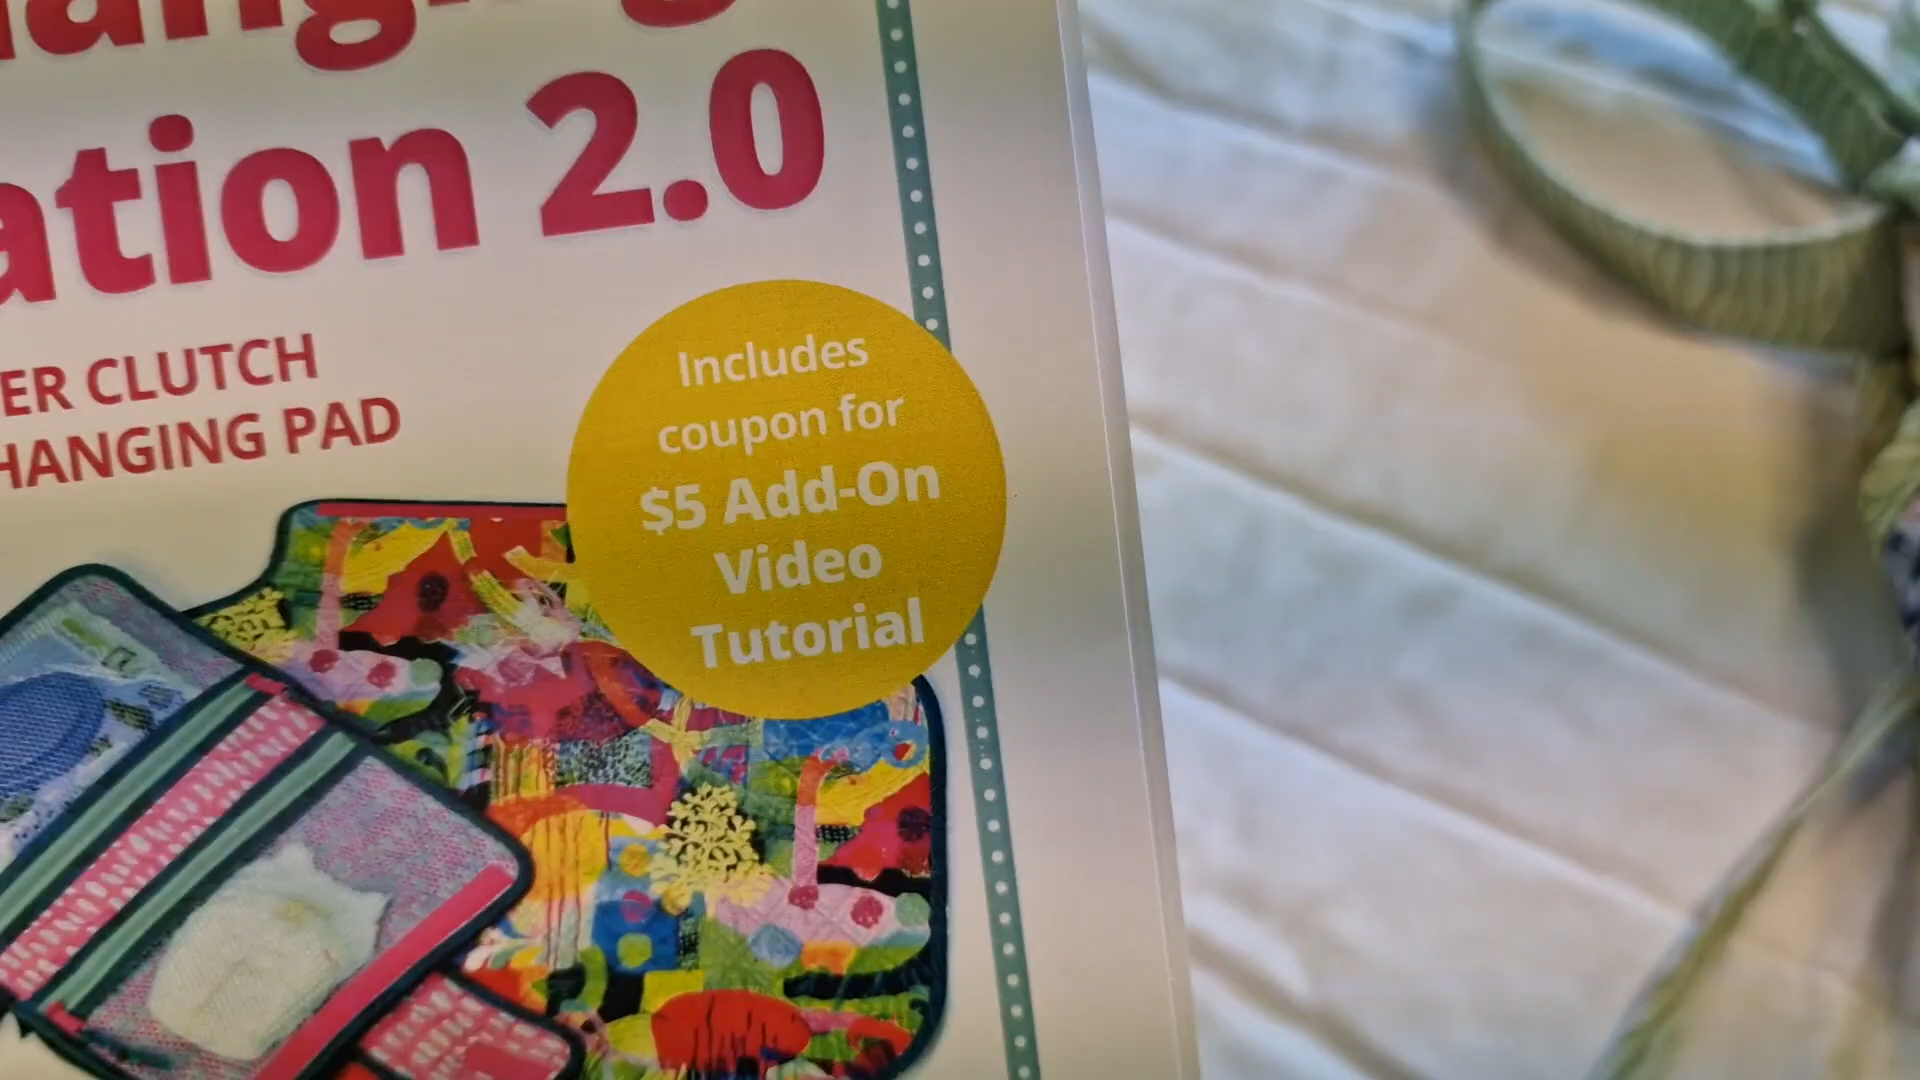 ation 2.0
ER CLUTCH
HANGING PAD
Includes
coupon for
$5 Add-On
Video
Tutorial